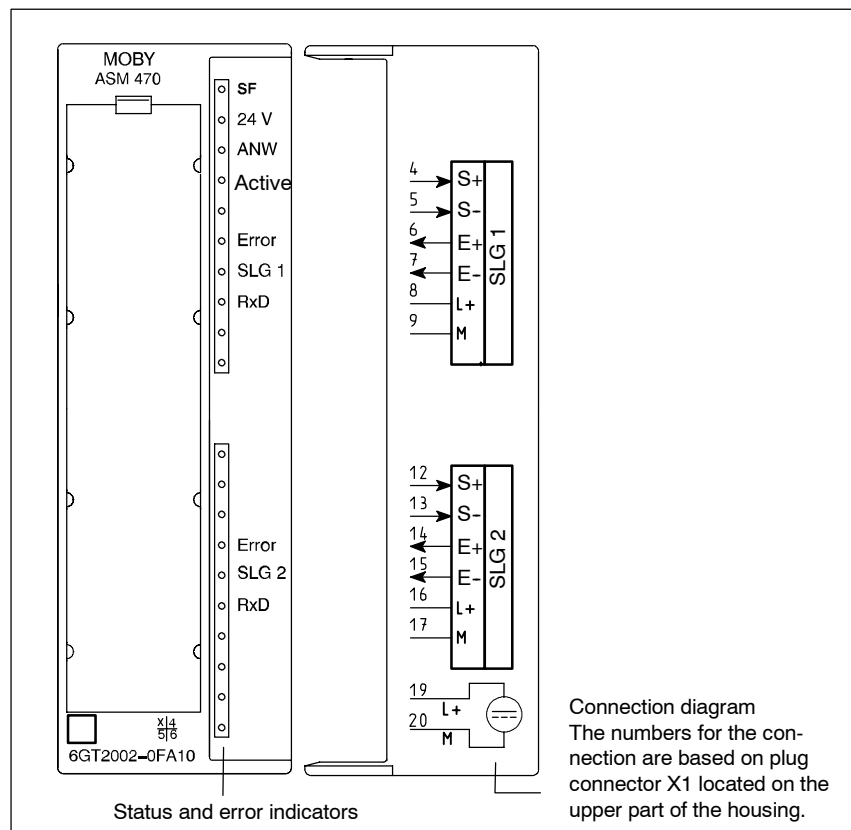 MOBY
ASM 470
SF
24 V
ANW
Active
Error
SLG 1
RxD
Error
SLG 2
RxD
X 4
5 6
6GT2002-0FA10
Status and error indicators
4 S+
5 S-
6 E+
7 E-
8 L+
9 M
SLG 1
12 S+
13 S-
14 E+
15 E-
16 L+
17 M
SLG 2
19 L+
20 M
Connection diagram
The numbers for the con-
nection are based on plug
connector X1 located on the
upper part of the housing.